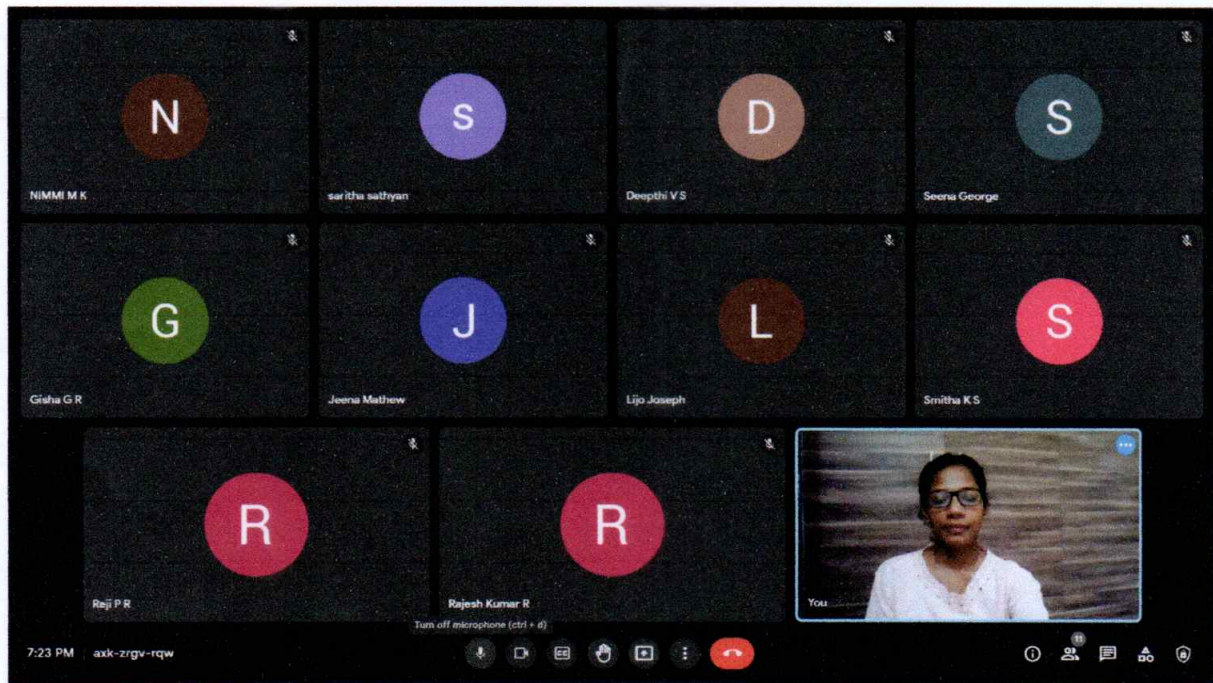 N
NIMMI M K
s
saritha sathyan
D
Deepthi V S
S
Seena George
G
Gisha G R
J
Jeena Mathew
L
Lijo Joseph
S
Smitha K S
R
Reji P R
R
Rajesh Kumar R
You
Turn off microphone (ctrl + d)
7:23 PM | axk-zrgv-rqw
CC
11